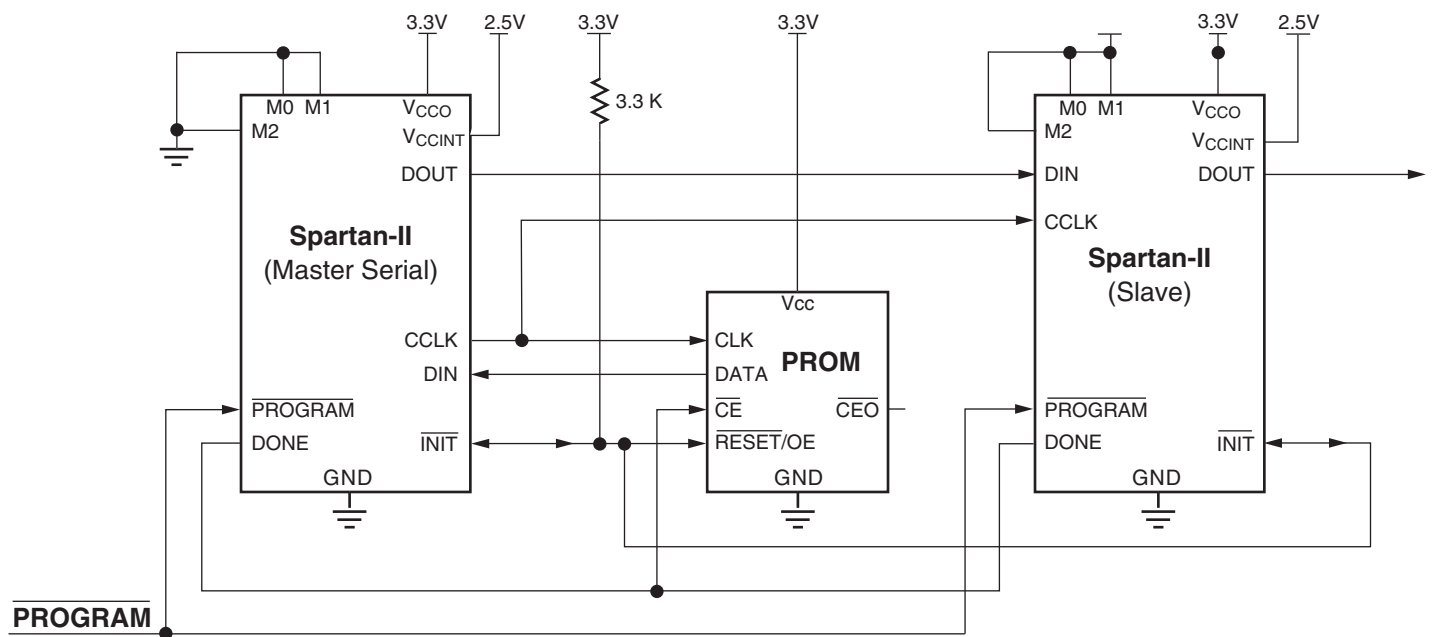 3.3V 2.5V 3.3V 3.3V 3.3V 2.5V
3.3 K
M0 M1
VCCO
M2
VCCINT
DOUT
Spartan-II
(Master Serial)
CCLK
DIN
PROGRAM
DONE
INIT
GND
Vcc
CLK
PROM
DATA
CE
CEO
RESET/OE
GND
M0 M1
VCCO
M2
VCCINT
DIN
DOUT
CCLK
Spartan-II
(Slave)
PROGRAM
DONE
INIT
GND
PROGRAM